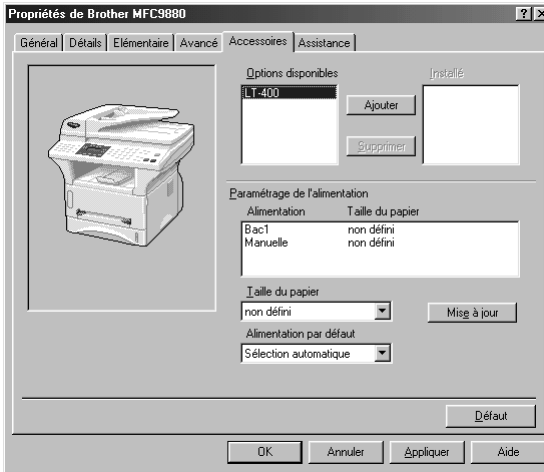 Propriétés de Brother MFC9880
Général Détails Elémentaire Avancé Accessoires Assistance
Options disponibles
Installé
LT-400
Ajouter
Supprimer
Paramétrage de l'alimentation
Alimentation Taille du papier
Bac1 non défini
Manuelle non défini
Taille du papier
non défini
Mise à jour
Alimentation par défaut
Sélection automatique
Défaut
OK Annuler Appliquer Aide